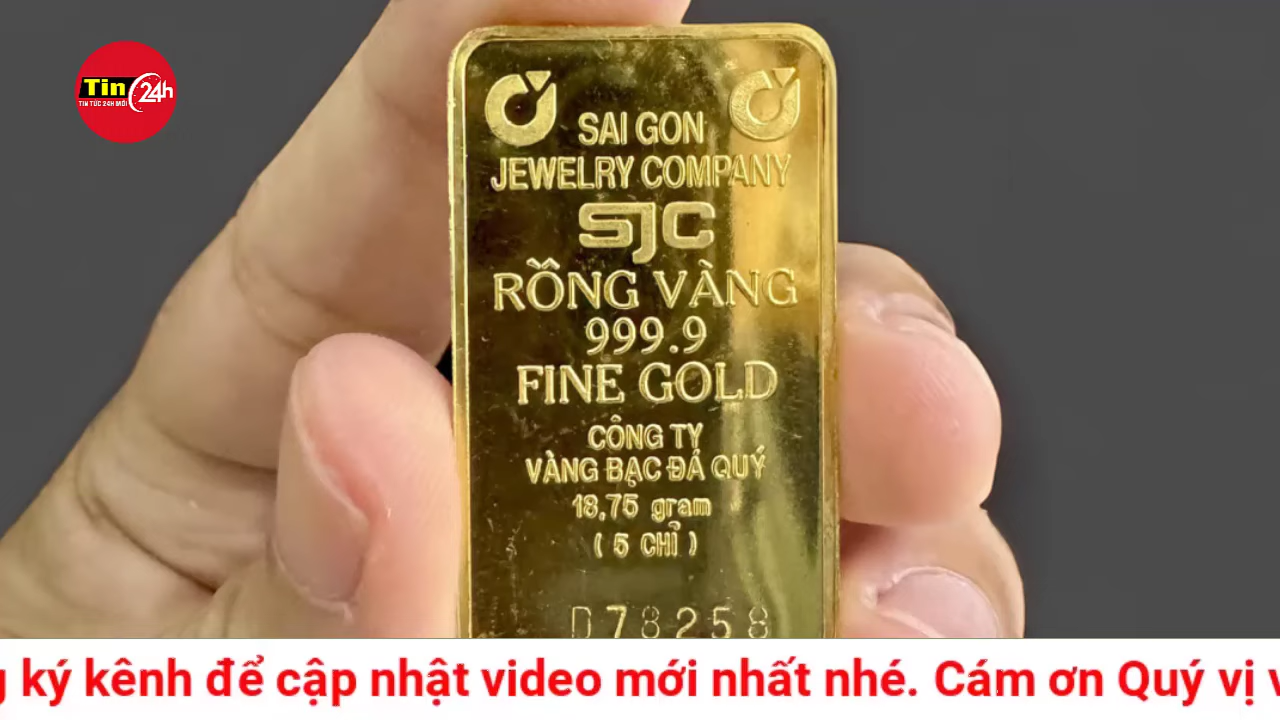 Tin 24h
TIN TỨC 24H MỚI
SAI GON
JEWELRY COMPANY
SJC
RỒNG VÀNG
999.9
FINE GOLD
CÔNG TY
VÀNG BẠC ĐÁ QUÝ
18,75 gram
( 5 CHỈ )
D78258
ký kênh để cập nhật video mới nhất nhé. Cám ơn Quý vị